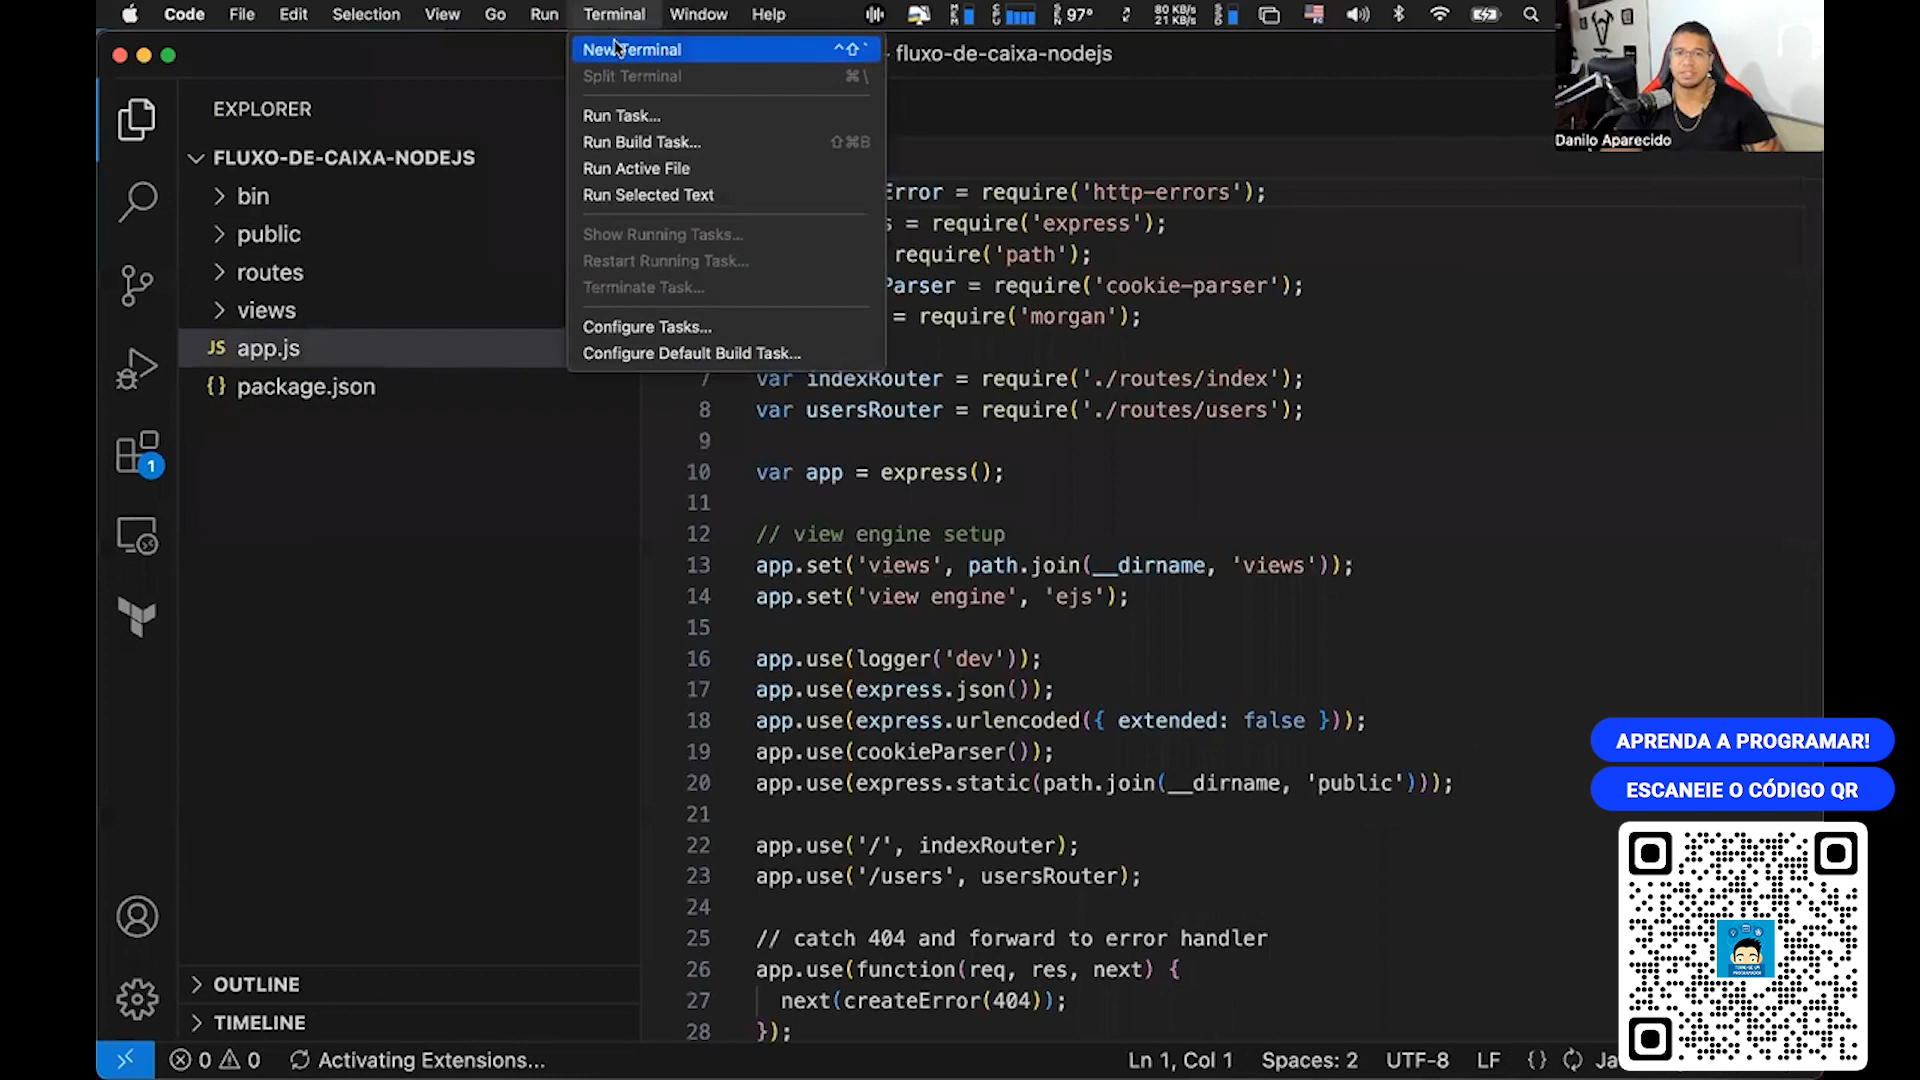 Code File Edit Selection View Go Run Terminal Window Help 97° 80 KB/s
21 KB/s
New Terminal ^⇧`
Split Terminal ⌘\
Run Task...
Run Build Task... ⇧⌘B
Run Active File
Run Selected Text
Show Running Tasks...
Restart Running Task...
Terminate Task...
Configure Tasks...
Configure Default Build Task...
fluxo-de-caixa-nodejs
Danilo Aparecido
EXPLORER
FLUXO-DE-CAIXA-NODEJS
bin
public
routes
views
JS app.js
{} package.json
1
OUTLINE
TIMELINE
Error = require('http-errors');
s = require('express');
require('path');
Parser = require('cookie-parser');
= require('morgan');
7 var indexRouter = require('./routes/index');
8 var usersRouter = require('./routes/users');
9
10 var app = express();
11
12 // view engine setup
13 app.set('views', path.join(__dirname, 'views'));
14 app.set('view engine', 'ejs');
15
16 app.use(logger('dev'));
17 app.use(express.json());
18 app.use(express.urlencoded({ extended: false }));
19 app.use(cookieParser());
20 app.use(express.static(path.join(__dirname, 'public')));
21
22 app.use('/', indexRouter);
23 app.use('/users', usersRouter);
24
25 // catch 404 and forward to error handler
26 app.use(function(req, res, next) {
27 next(createError(404));
28 });
APRENDA A PROGRAMAR!
ESCANEIE O CÓDIGO QR
0 0 Activating Extensions... Ln 1, Col 1 Spaces: 2 UTF-8 LF {} Ja